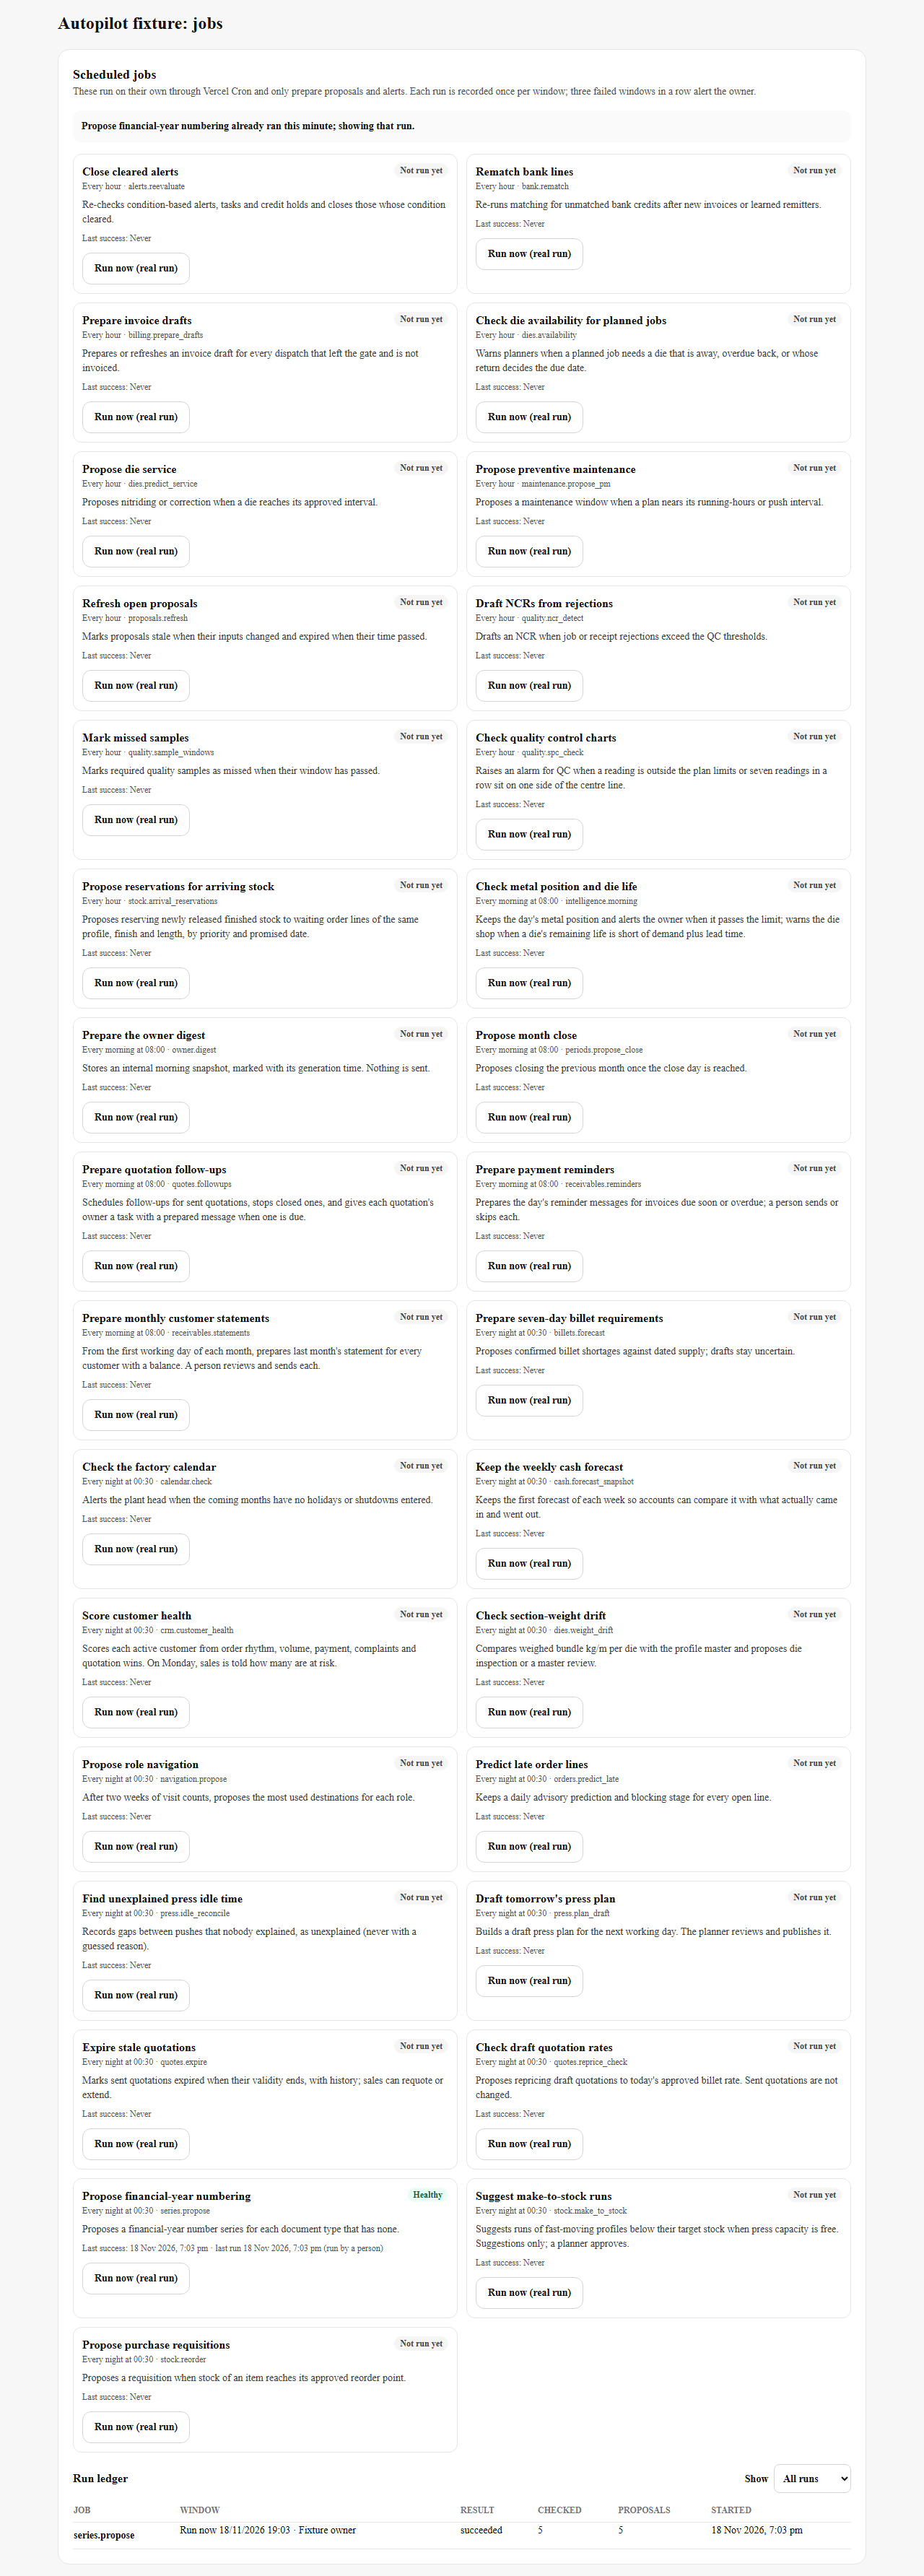 Autopilot fixture: jobs
Scheduled jobs
These run on their own through Vercel Cron and only prepare proposals and alerts. Each run is recorded once per window; three failed windows in a row alert the owner.
Propose financial-year numbering already ran this minute; showing that run.
Close cleared alerts
Not run yet
Every hour · alerts.reevaluate
Re-checks condition-based alerts, tasks and credit holds and closes those whose condition
cleared.
Last success: Never
Run now (real run)
Rematch bank lines
Not run yet
Every hour · bank.rematch
Re-runs matching for unmatched bank credits after new invoices or learned remitters.
Last success: Never
Run now (real run)
Prepare invoice drafts
Not run yet
Every hour · billing.prepare_drafts
Prepares or refreshes an invoice draft for every dispatch that left the gate and is not
invoiced.
Last success: Never
Run now (real run)
Check die availability for planned jobs
Not run yet
Every hour · dies.availability
Warns planners when a planned job needs a die that is away, overdue back, or whose
return decides the due date.
Last success: Never
Run now (real run)
Propose die service
Not run yet
Every hour · dies.predict_service
Proposes nitriding or correction when a die reaches its approved interval.
Last success: Never
Run now (real run)
Propose preventive maintenance
Not run yet
Every hour · maintenance.propose_pm
Proposes a maintenance window when a plan nears its running-hours or push interval.
Last success: Never
Run now (real run)
Refresh open proposals
Not run yet
Every hour · proposals.refresh
Marks proposals stale when their inputs changed and expired when their time passed.
Last success: Never
Run now (real run)
Draft NCRs from rejections
Not run yet
Every hour · quality.ncr_detect
Drafts an NCR when job or receipt rejections exceed the QC thresholds.
Last success: Never
Run now (real run)
Mark missed samples
Not run yet
Every hour · quality.sample_windows
Marks required quality samples as missed when their window has passed.
Last success: Never
Run now (real run)
Check quality control charts
Not run yet
Every hour · quality.spc_check
Raises an alarm for QC when a reading is outside the plan limits or seven readings in a
row sit on one side of the centre line.
Last success: Never
Run now (real run)
Propose reservations for arriving stock
Not run yet
Every hour · stock.arrival_reservations
Proposes reserving newly released finished stock to waiting order lines of the same
profile, finish and length, by priority and promised date.
Last success: Never
Run now (real run)
Check metal position and die life
Not run yet
Every morning at 08:00 · intelligence.morning
Keeps the day's metal position and alerts the owner when it passes the limit; warns the die
shop when a die's remaining life is short of demand plus lead time.
Last success: Never
Run now (real run)
Prepare the owner digest
Not run yet
Every morning at 08:00 · owner.digest
Stores an internal morning snapshot, marked with its generation time. Nothing is sent.
Last success: Never
Run now (real run)
Propose month close
Not run yet
Every morning at 08:00 · periods.propose_close
Proposes closing the previous month once the close day is reached.
Last success: Never
Run now (real run)
Prepare quotation follow-ups
Not run yet
Every morning at 08:00 · quotes.followups
Schedules follow-ups for sent quotations, stops closed ones, and gives each quotation's
owner a task with a prepared message when one is due.
Last success: Never
Run now (real run)
Prepare payment reminders
Not run yet
Every morning at 08:00 · receivables.reminders
Prepares the day's reminder messages for invoices due soon or overdue; a person sends or
skips each.
Last success: Never
Run now (real run)
Prepare monthly customer statements
Not run yet
Every morning at 08:00 · receivables.statements
From the first working day of each month, prepares last month's statement for every
customer with a balance. A person reviews and sends each.
Last success: Never
Run now (real run)
Prepare seven-day billet requirements
Not run yet
Every night at 00:30 · billets.forecast
Proposes confirmed billet shortages against dated supply; drafts stay uncertain.
Last success: Never
Run now (real run)
Check the factory calendar
Not run yet
Every night at 00:30 · calendar.check
Alerts the plant head when the coming months have no holidays or shutdowns entered.
Last success: Never
Run now (real run)
Keep the weekly cash forecast
Not run yet
Every night at 00:30 · cash.forecast_snapshot
Keeps the first forecast of each week so accounts can compare it with what actually came
in and went out.
Last success: Never
Run now (real run)
Score customer health
Not run yet
Every night at 00:30 · crm.customer_health
Scores each active customer from order rhythm, volume, payment, complaints and
quotation wins. On Monday, sales is told how many are at risk.
Last success: Never
Run now (real run)
Check section-weight drift
Not run yet
Every night at 00:30 · dies.weight_drift
Compares weighed bundle kg/m per die with the profile master and proposes die
inspection or a master review.
Last success: Never
Run now (real run)
Propose role navigation
Not run yet
Every night at 00:30 · navigation.propose
After two weeks of visit counts, proposes the most used destinations for each role.
Last success: Never
Run now (real run)
Predict late order lines
Not run yet
Every night at 00:30 · orders.predict_late
Keeps a daily advisory prediction and blocking stage for every open line.
Last success: Never
Run now (real run)
Find unexplained press idle time
Not run yet
Every night at 00:30 · press.idle_reconcile
Records gaps between pushes that nobody explained, as unexplained (never with a
guessed reason).
Last success: Never
Run now (real run)
Draft tomorrow's press plan
Not run yet
Every night at 00:30 · press.plan_draft
Builds a draft press plan for the next working day. The planner reviews and publishes it.
Last success: Never
Run now (real run)
Expire stale quotations
Not run yet
Every night at 00:30 · quotes.expire
Marks sent quotations expired when their validity ends, with history; sales can requote or
extend.
Last success: Never
Run now (real run)
Check draft quotation rates
Not run yet
Every night at 00:30 · quotes.reprice_check
Proposes repricing draft quotations to today's approved billet rate. Sent quotations are not
changed.
Last success: Never
Run now (real run)
Propose financial-year numbering
Healthy
Every night at 00:30 · series.propose
Proposes a financial-year number series for each document type that has none.
Last success: 18 Nov 2026, 7:03 pm · last run 18 Nov 2026, 7:03 pm (run by a person)
Run now (real run)
Suggest make-to-stock runs
Not run yet
Every night at 00:30 · stock.make_to_stock
Suggests runs of fast-moving profiles below their target stock when press capacity is free.
Suggestions only; a planner approves.
Last success: Never
Run now (real run)
Propose purchase requisitions
Not run yet
Every night at 00:30 · stock.reorder
Proposes a requisition when stock of an item reaches its approved reorder point.
Last success: Never
Run now (real run)
Run ledger
Show All runs
JOB WINDOW RESULT CHECKED PROPOSALS STARTED
series.propose Run now 18/11/2026 19:03 · Fixture owner succeeded 5 5 18 Nov 2026, 7:03 pm